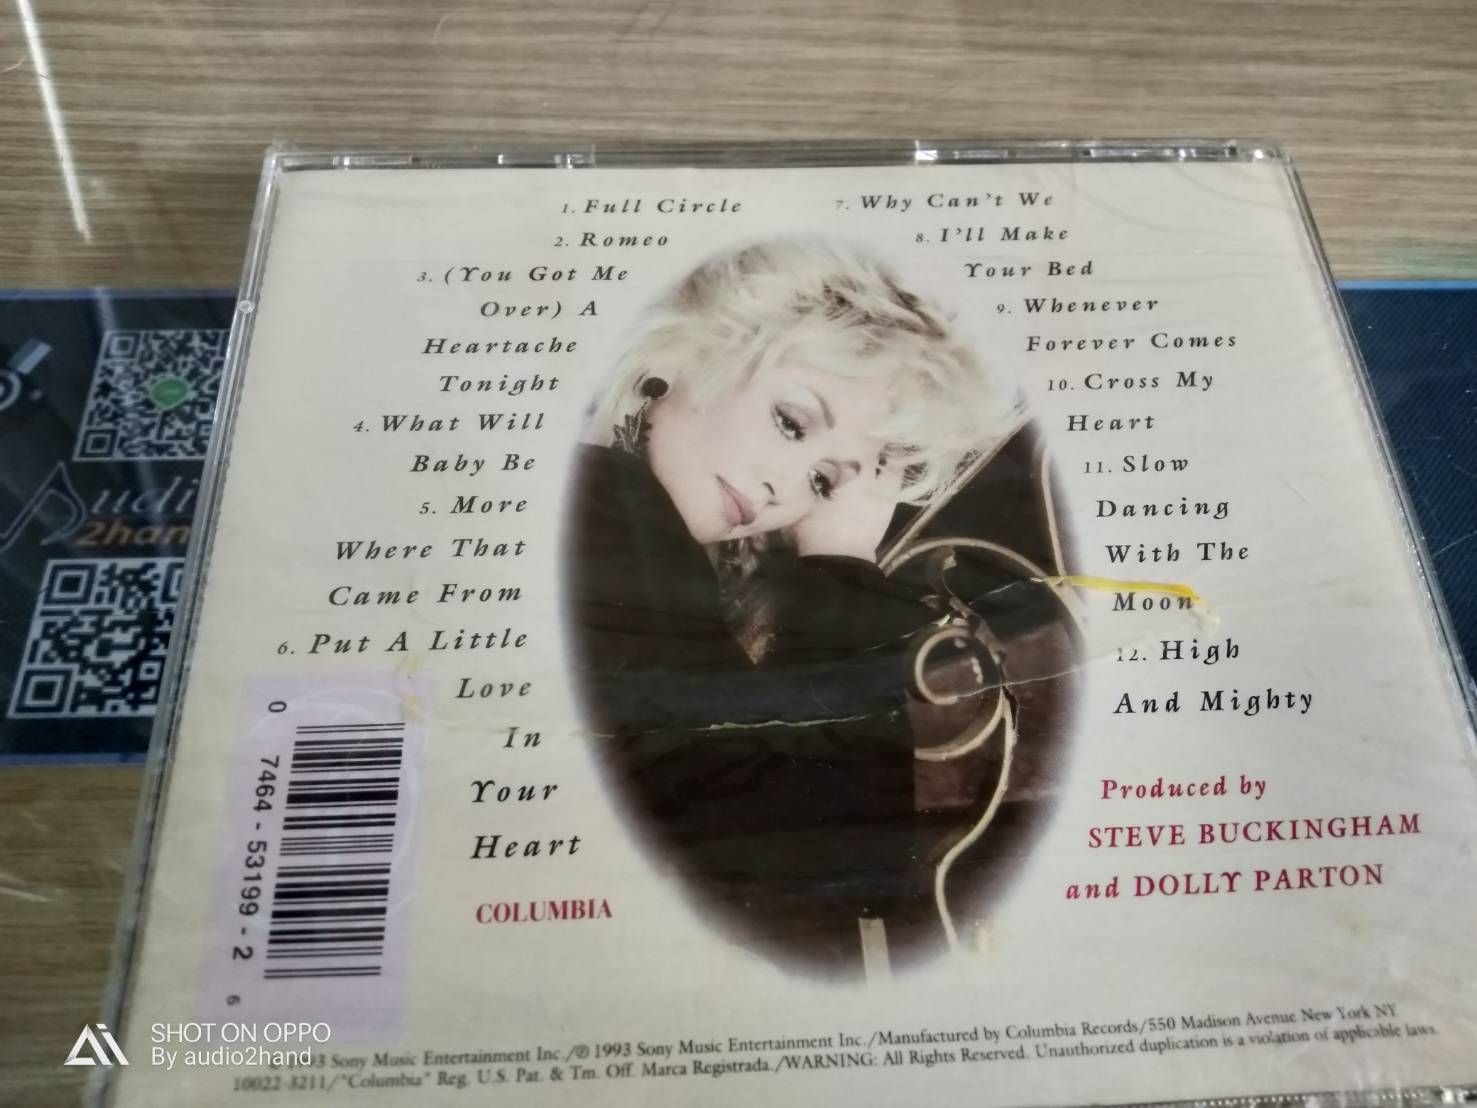 1. Full Circle
2. Romeo
3. (You Got Me
Over) A
Heartache
Tonight
4. What Will
Baby Be
5. More
Where That
Came From
6. Put A Little
Love
In
Your
Heart
COLUMBIA
7. Why Can't We
8. I'll Make
Your Bed
9. Whenever
Forever Comes
10. Cross My
Heart
11. Slow
Dancing
With The
Moon
12. High
And Mighty
Produced by
STEVE BUCKINGHAM
and DOLLY PARTON
0 7464-53199-2 6
Sony Music Entertainment Inc./℗ 1993 Sony Music Entertainment Inc./Manufactured by Columbia Records/550 Madison Avenue New York NY
10022-3211/"Columbia" Reg. U.S. Pat. & Tm. Off. Marca Registrada./WARNING: All Rights Reserved. Unauthorized duplication is a violation of applicable laws.
2han
SHOT ON OPPO
By audio2hand